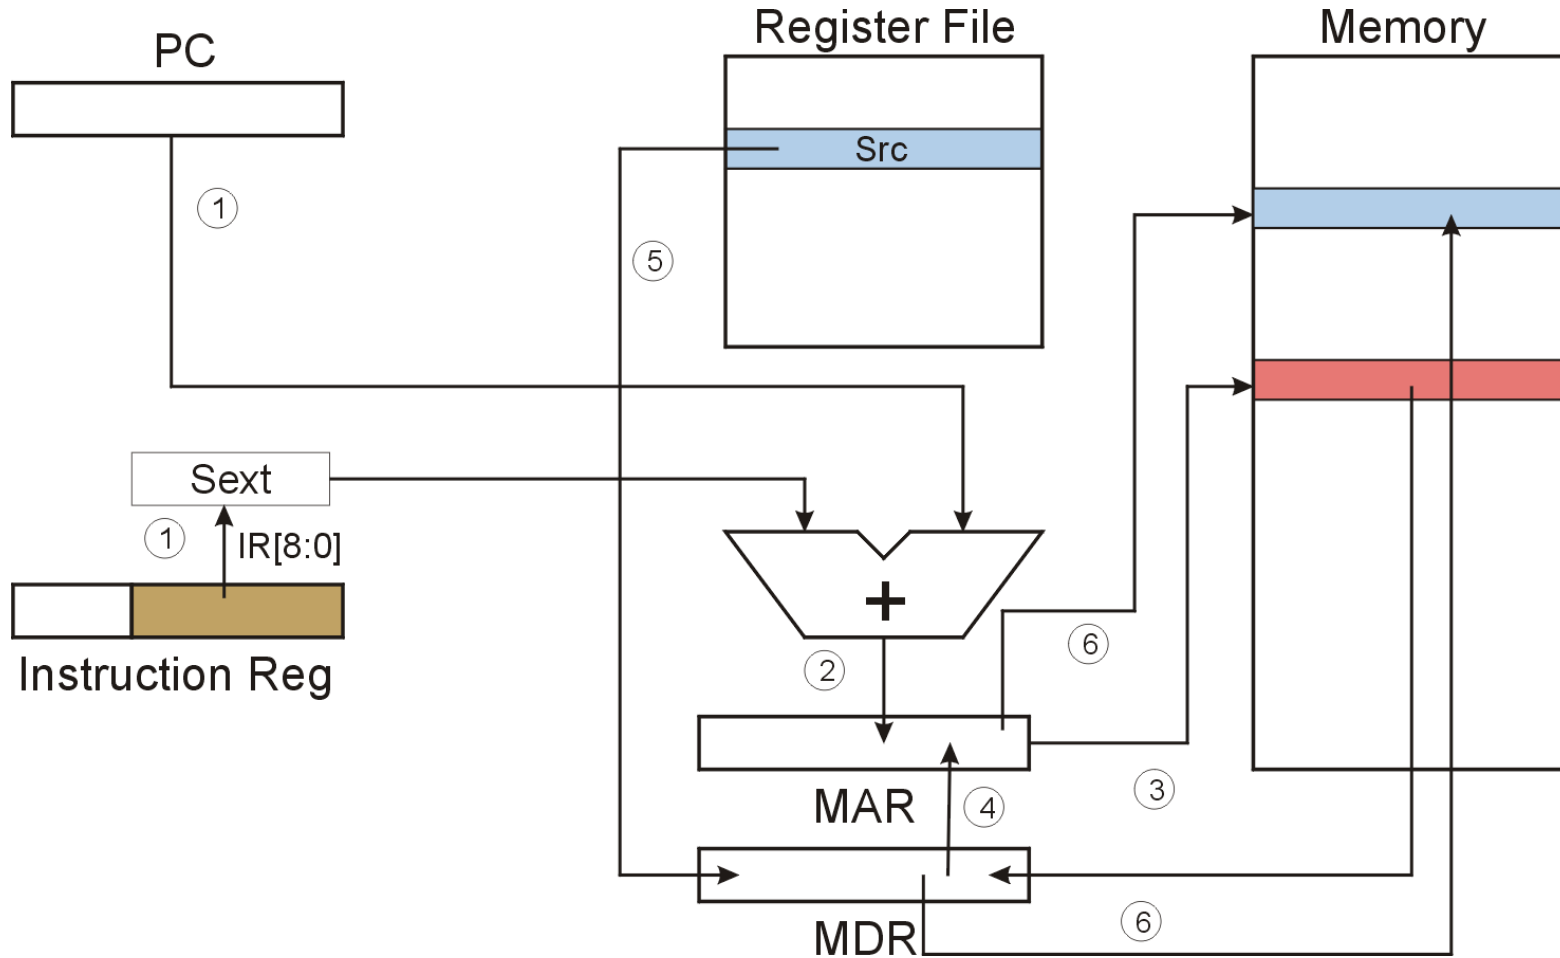 PC
Register File
Memory
Src
1
5
Sext
1
IR[8:0]
+
Instruction Reg
2
6
MAR
4
3
MDR
6